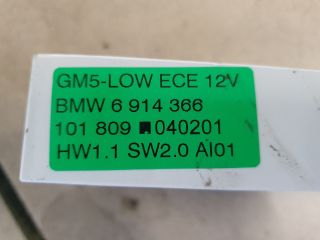 GM5-LOW ECE 12V
BMW 6 914 366
101 809 ■040201
HW1.1 SW2.0 AI01